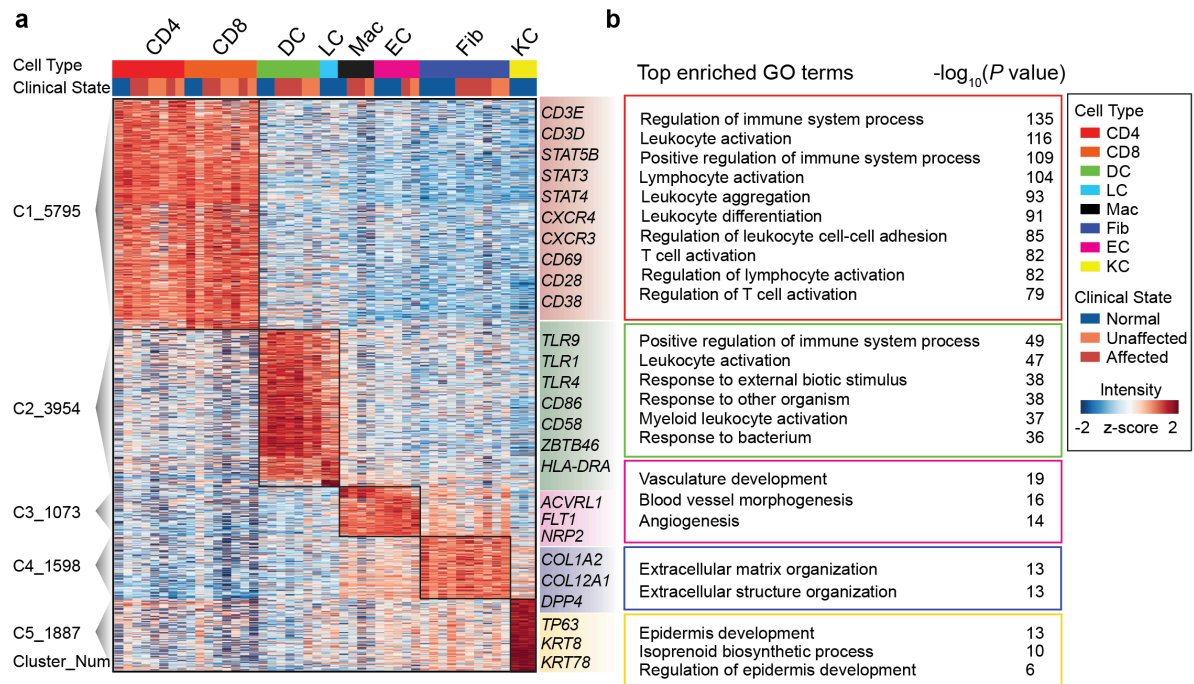 a
b
CD4 CD8 DC LC Mac EC Fib KC
Cell Type
Clinical State
C1_5795
C2_3954
C3_1073
C4_1598
C5_1887
Cluster_Num
CD3E
CD3D
STAT5B
STAT3
STAT4
CXCR4
CXCR3
CD69
CD28
CD38
TLR9
TLR1
TLR4
CD86
CD58
ZBTB46
HLA-DRA
ACVRL1
FLT1
NRP2
COL1A2
COL12A1
DPP4
TP63
KRT8
KRT78
Top enriched GO terms -log10(P value)
Regulation of immune system process 135
Leukocyte activation 116
Positive regulation of immune system process 109
Lymphocyte activation 104
Leukocyte aggregation 93
Leukocyte differentiation 91
Regulation of leukocyte cell-cell adhesion 85
T cell activation 82
Regulation of lymphocyte activation 82
Regulation of T cell activation 79
Positive regulation of immune system process 49
Leukocyte activation 47
Response to external biotic stimulus 38
Response to other organism 38
Myeloid leukocyte activation 37
Response to bacterium 36
Vasculature development 19
Blood vessel morphogenesis 16
Angiogenesis 14
Extracellular matrix organization 13
Extracellular structure organization 13
Epidermis development 13
Isoprenoid biosynthetic process 10
Regulation of epidermis development 6
Cell Type
CD4
CD8
DC
LC
Mac
Fib
EC
KC
Clinical State
Normal
Unaffected
Affected
Intensity
-2 z-score 2